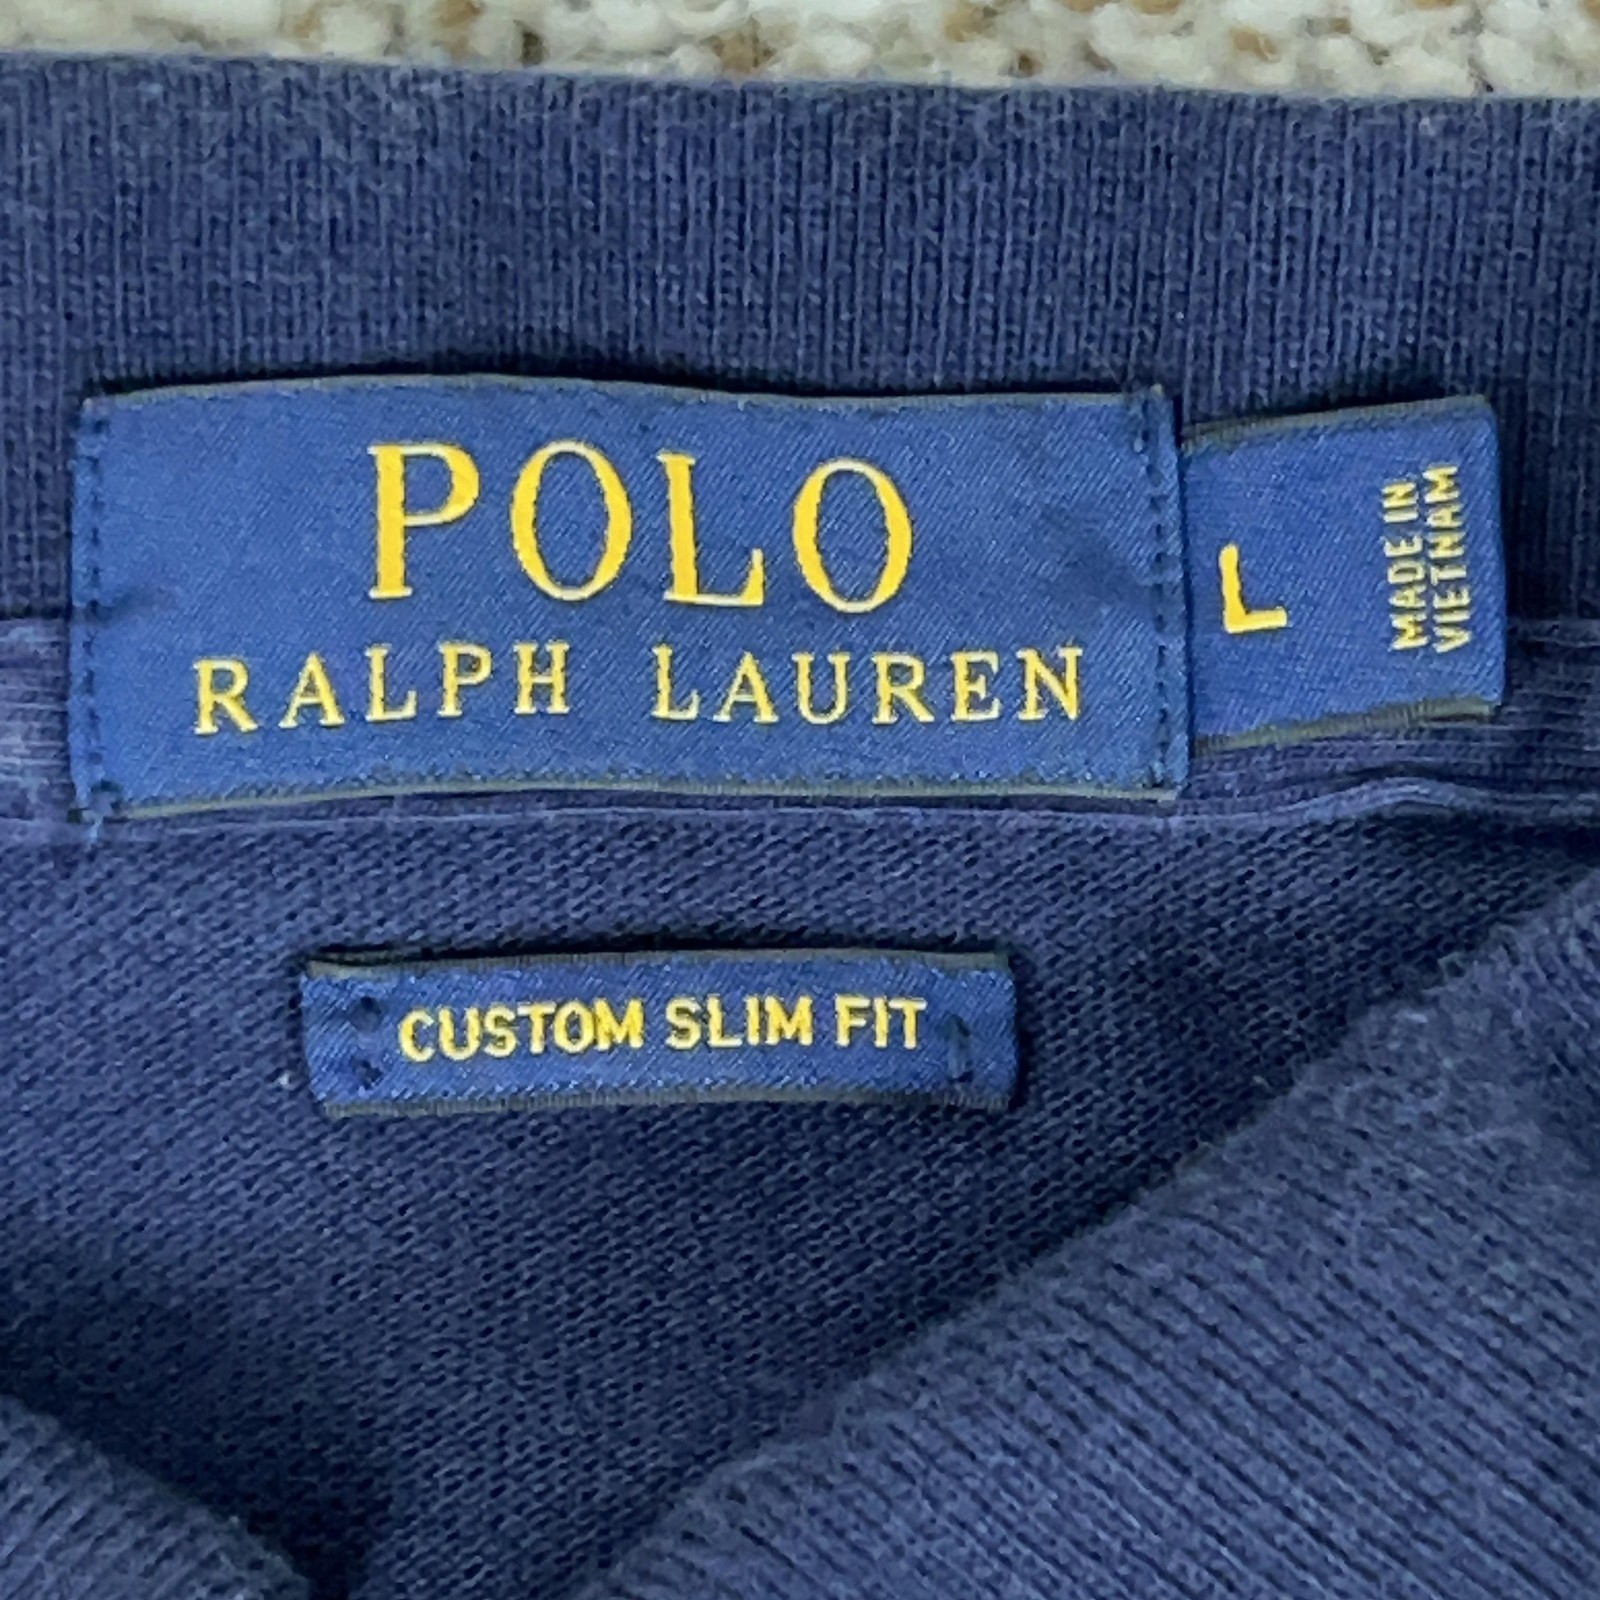 POLO
RALPH LAUREN
L
MADE IN
VIETNAM
CUSTOM SLIM FIT